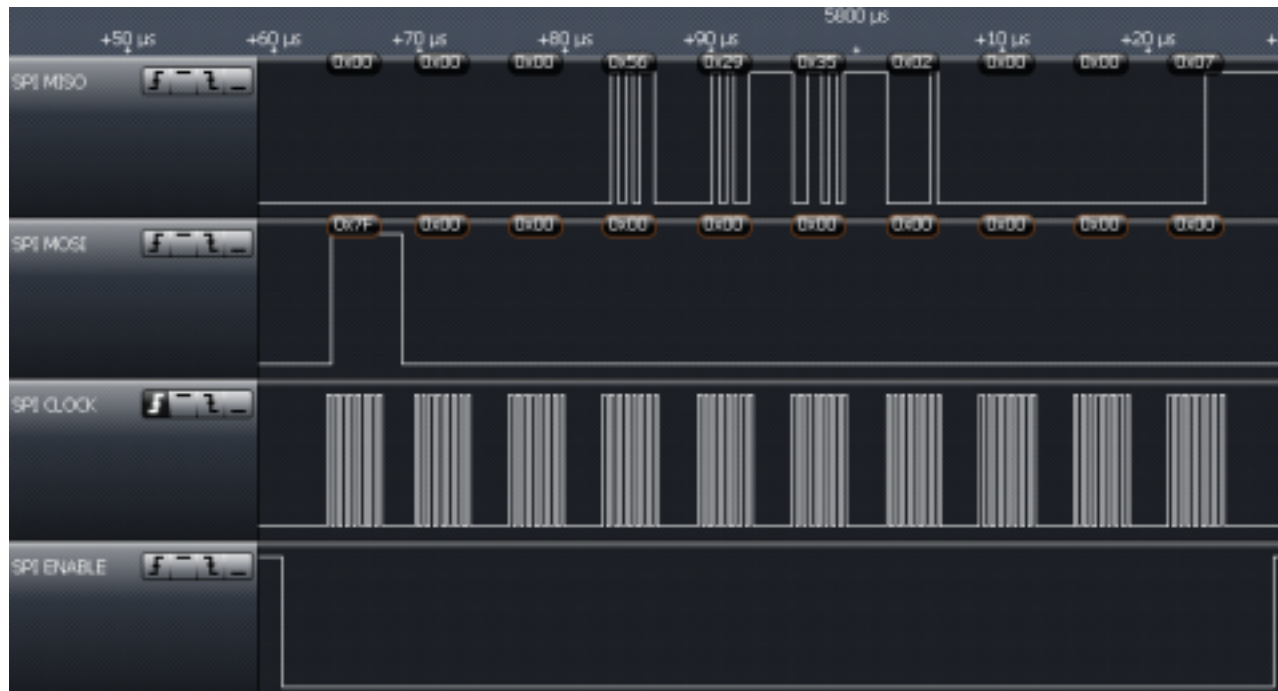 5800 µs
+50 µs +60 µs +70 µs +80 µs +90 µs +10 µs +20 µs +
0x00 0x00 0x00 0x56 0x29 0x35 0x02 0x00 0x00 0x07
SPI MISO
0x7F 0x00 0x00 0x00 0x00 0x00 0x00 0x00 0x00 0x00
SPI MOSI
SPI CLOCK
SPI ENABLE